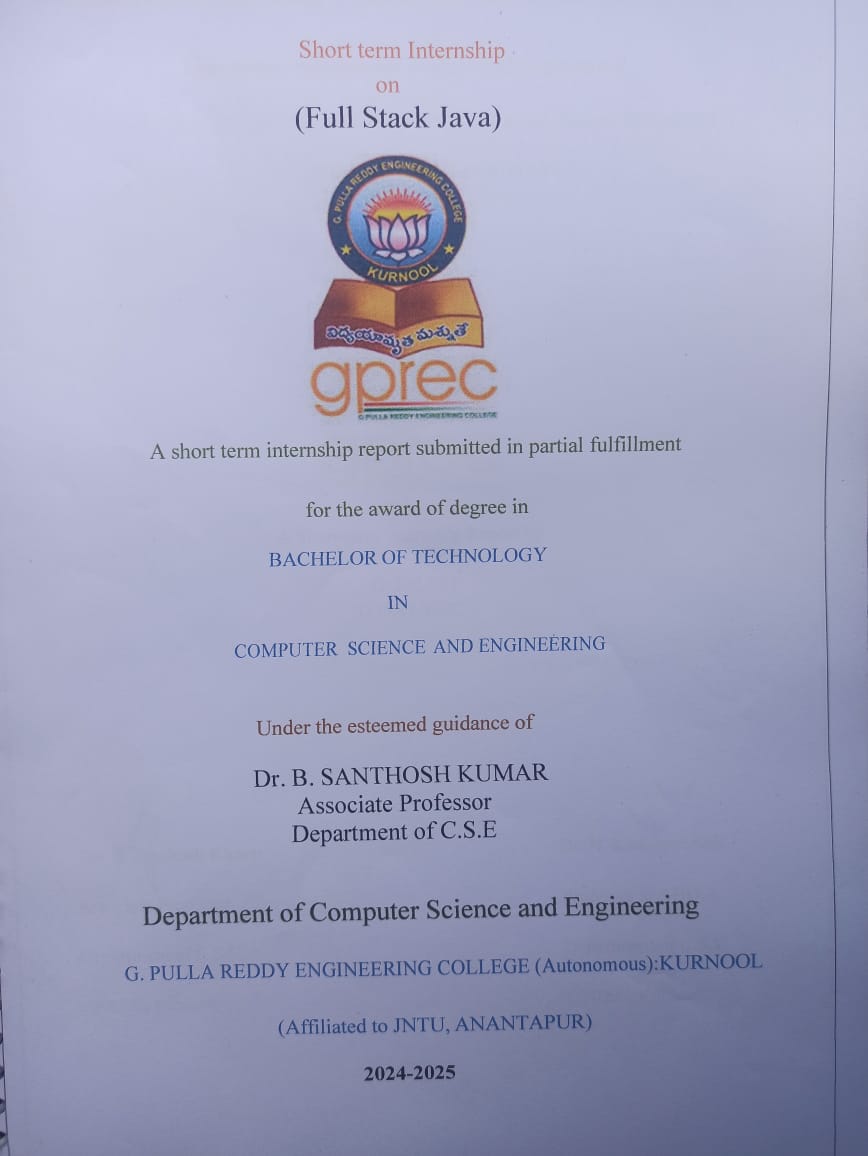 Short term Internship
on
(Full Stack Java)
G. PULLA REDDY ENGINEERING COLLEGE
KURNOOL
విద్యయామృత మశ్నుతే
gprec
G.PULLA REDDY ENGINEERING COLLEGE
A short term internship report submitted in partial fulfillment
for the award of degree in
BACHELOR OF TECHNOLOGY
IN
COMPUTER SCIENCE AND ENGINEERING
Under the esteemed guidance of
Dr. B. SANTHOSH KUMAR
Associate Professor
Department of C.S.E
Department of Computer Science and Engineering
G. PULLA REDDY ENGINEERING COLLEGE (Autonomous):KURNOOL
(Affiliated to JNTU, ANANTAPUR)
2024-2025